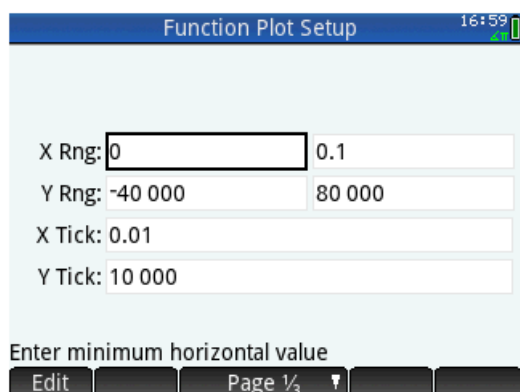 Function Plot Setup 16:59
∡π
X Rng: 0 0.1
Y Rng: -40 000 80 000
X Tick: 0.01
Y Tick: 10 000
Enter minimum horizontal value
Edit Page ⅓